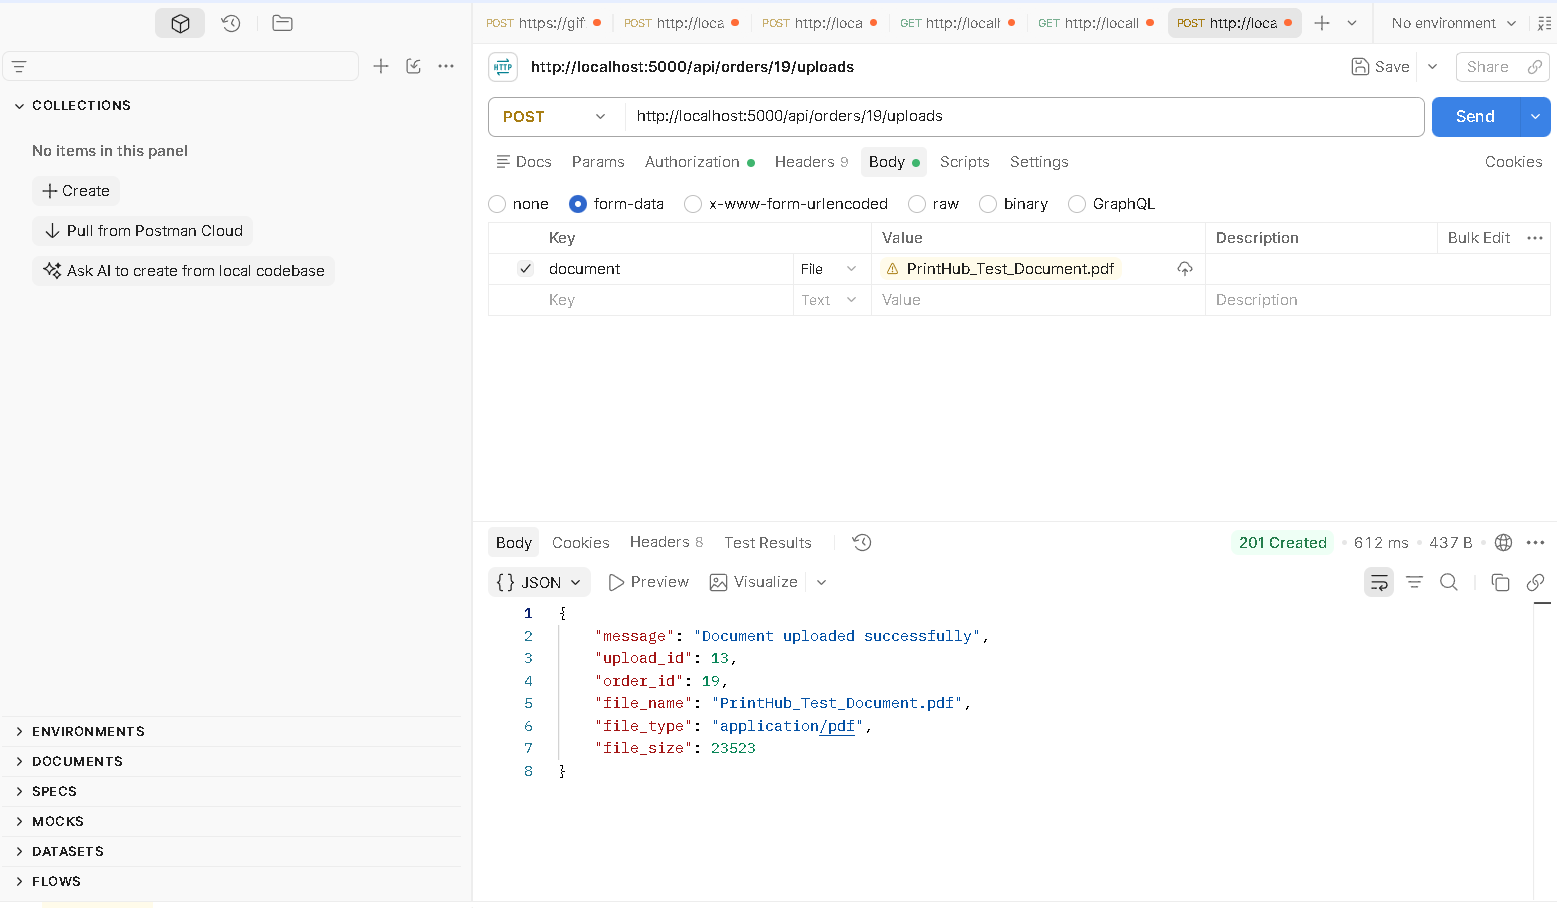 POST https://gif
POST http://loca
POST http://loca
GET http://locall
GET http://locall
POST http://loca
No environment
HTTP http://localhost:5000/api/orders/19/uploads
Save
Share
COLLECTIONS
No items in this panel
Create
Pull from Postman Cloud
Ask AI to create from local codebase
ENVIRONMENTS
DOCUMENTS
SPECS
MOCKS
DATASETS
FLOWS
POST http://localhost:5000/api/orders/19/uploads
Send
Docs Params Authorization Headers 9 Body Scripts Settings Cookies
none form-data x-www-form-urlencoded raw binary GraphQL
Key Value Description Bulk Edit
document File PrintHub_Test_Document.pdf
Key Text Value Description
Body Cookies Headers 8 Test Results 201 Created 612 ms 437 B
{} JSON Preview Visualize
1 {
2 "message": "Document uploaded successfully",
3 "upload_id": 13,
4 "order_id": 19,
5 "file_name": "PrintHub_Test_Document.pdf",
6 "file_type": "application/pdf",
7 "file_size": 23523
8 }